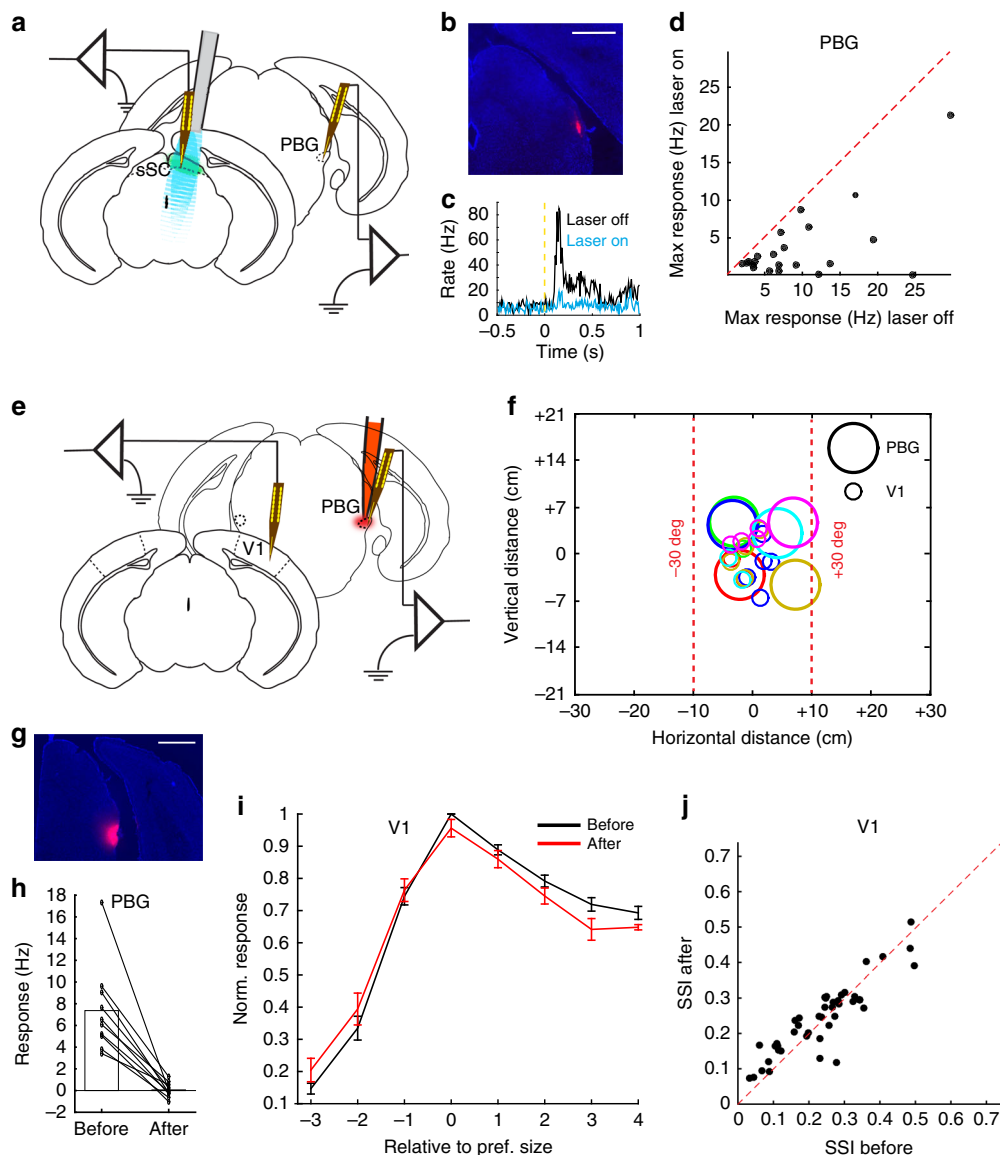 a
sSC
PBG
b
c
Rate (Hz)
80
60
40
20
0
Laser off
Laser on
−0.5
0
0.5
1
Time (s)
d
PBG
Max response (Hz) laser on
25
20
15
10
5
5
10
15
20
25
Max response (Hz) laser off
e
PBG
V1
f
Vertical distance (cm)
+21
+14
+7
0
−7
−14
−21
−30 deg
+30 deg
PBG
V1
−30
−20
−10
0
+10
+20
+30
Horizontal distance (cm)
g
h
PBG
Response (Hz)
18
16
14
12
10
8
6
4
2
0
−2
Before
After
i
V1
Before
After
Norm. response
1
0.9
0.8
0.7
0.6
0.5
0.4
0.3
0.2
0.1
−3
−2
−1
0
1
2
3
4
Relative to pref. size
j
V1
SSI after
0.7
0.6
0.5
0.4
0.3
0.2
0.1
0
0
0.1
0.2
0.3
0.4
0.5
0.6
0.7
SSI before